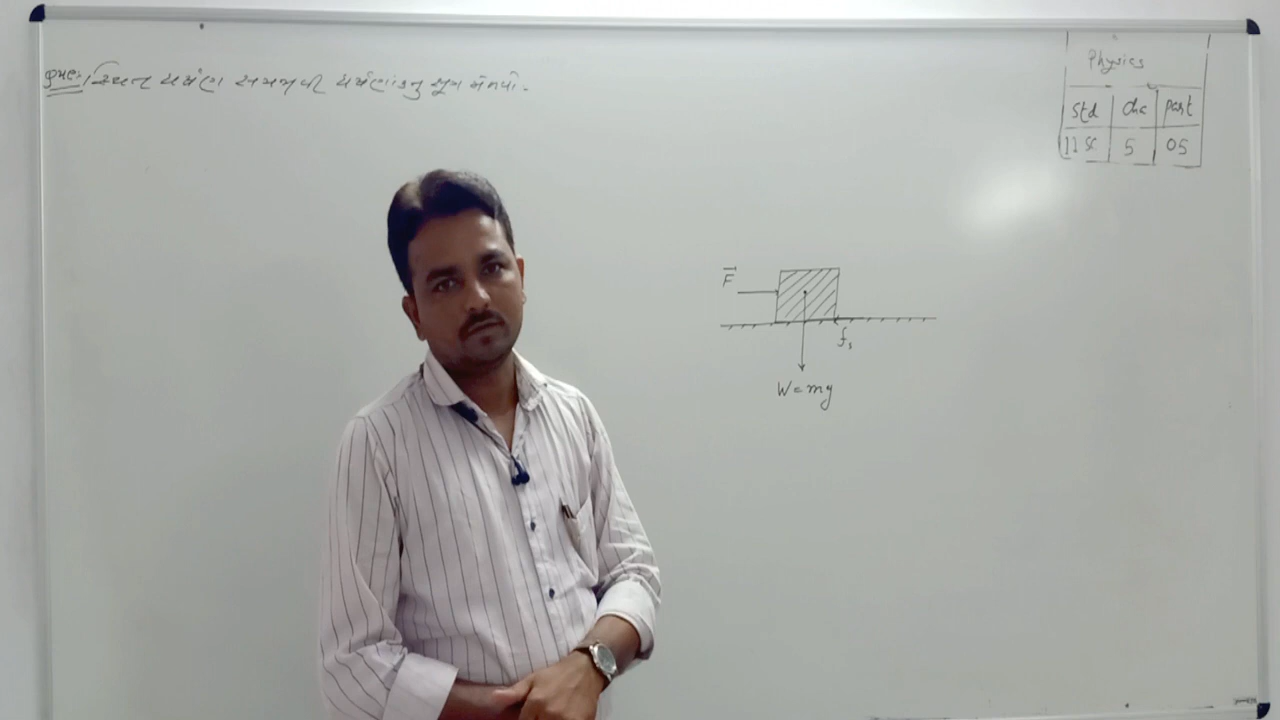 પ્રશ્ન: સ્થિત ઘર્ષણ સમજાવી ઘર્ષણાંકનું સૂત્ર મેળવો.
Physics
Std Ch: part
11 Sc 5 05
F
fs
W = mg